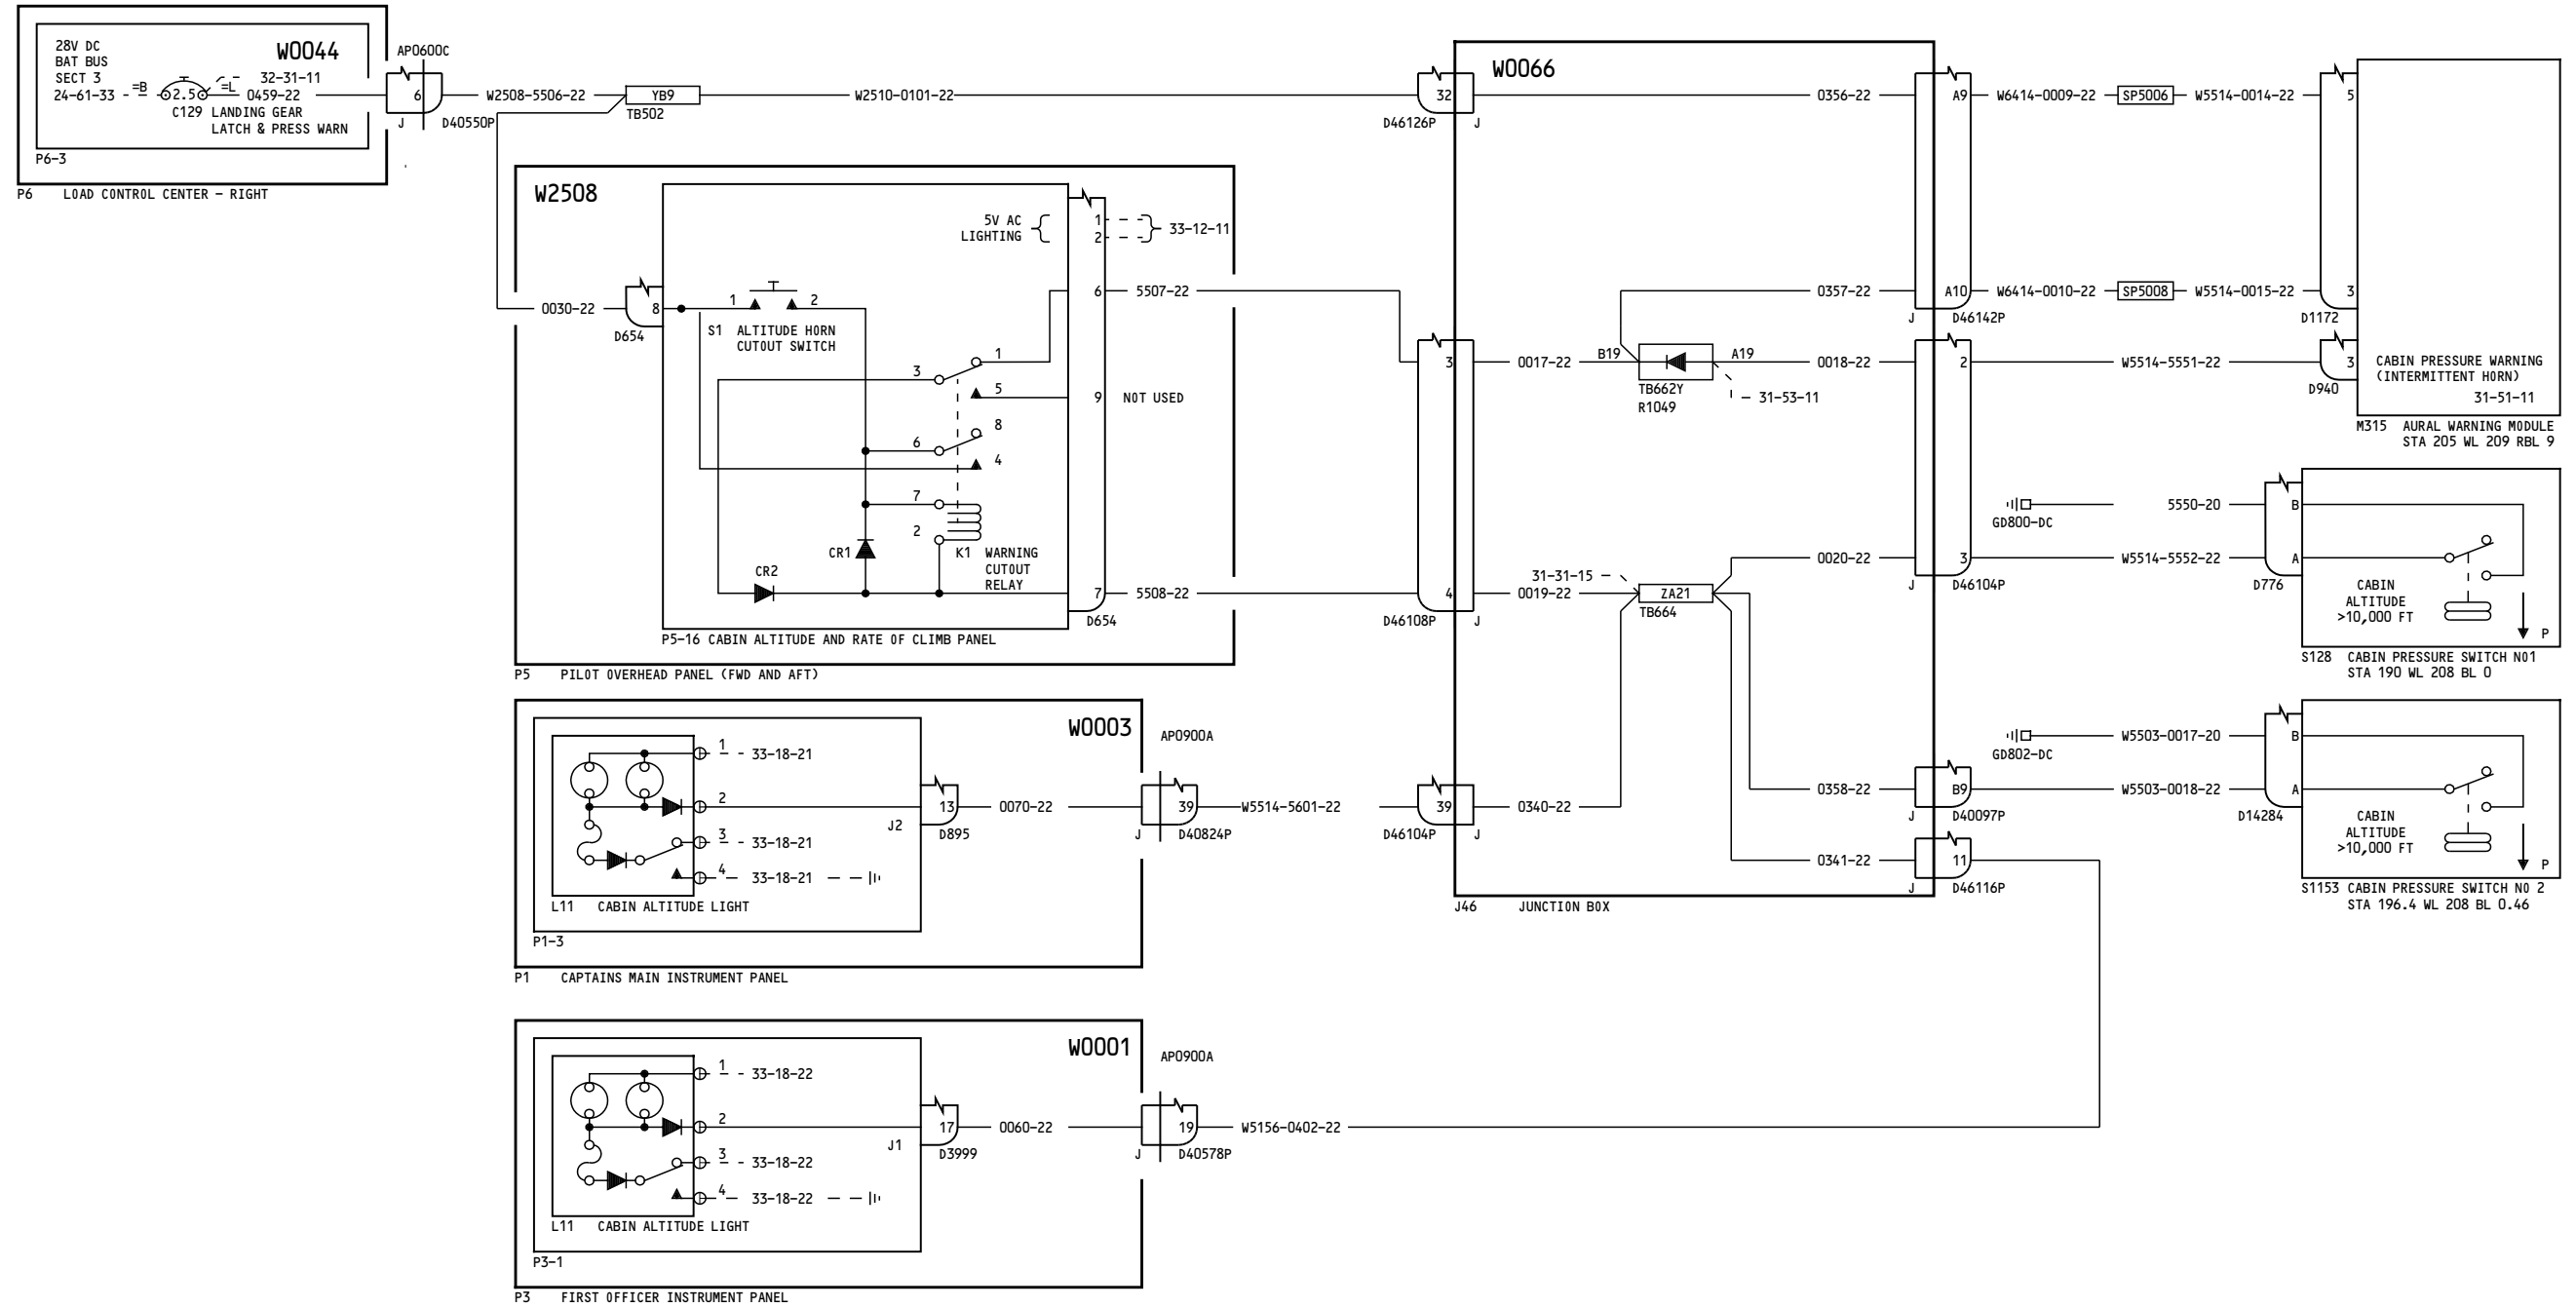 28V DC
BAT BUS
SECT 3
24-61-33
=B
2.5
=L
W0044
32-31-11
0459-22
C129 LANDING GEAR
LATCH & PRESS WARN
P6-3
P6 LOAD CONTROL CENTER - RIGHT
AP0600C
6
J
D40550P
W2508-5506-22
YB9
TB502
W2510-0101-22
32
D46126P
J
W0066
0356-22
A9
W6414-0009-22
SP5006
W5514-0014-22
5
W2508
5V AC
LIGHTING
1
2
33-12-11
0030-22
8
D654
1
2
S1 ALTITUDE HORN
CUTOUT SWITCH
6
5507-22
3
1
5
9
NOT USED
6
8
4
7
2
CR1
K1 WARNING
CUTOUT
RELAY
CR2
7
5508-22
D654
P5-16 CABIN ALTITUDE AND RATE OF CLIMB PANEL
P5 PILOT OVERHEAD PANEL (FWD AND AFT)
3
4
D46108P
J
0017-22
B19
A19
TB662Y
R1049
31-53-11
0357-22
0018-22
A10
J
D46142P
W6414-0010-22
SP5008
W5514-0015-22
3
D1172
2
W5514-5551-22
3
D940
CABIN PRESSURE WARNING
(INTERMITTENT HORN)
31-51-11
M315 AURAL WARNING MODULE
STA 205 WL 209 RBL 9
31-31-15
0019-22
ZA21
TB664
0020-22
3
J
D46104P
GD800-DC
5550-20
B
W5514-5552-22
A
D776
CABIN
ALTITUDE
>10,000 FT
P
S128 CABIN PRESSURE SWITCH NO1
STA 190 WL 208 BL 0
W0003
AP0900A
1
33-18-21
2
3
33-18-21
4
33-18-21
L11 CABIN ALTITUDE LIGHT
P1-3
P1 CAPTAINS MAIN INSTRUMENT PANEL
J2
13
D895
0070-22
39
J
D40824P
W5514-5601-22
39
D46104P
J
0340-22
0358-22
B9
J
D40097P
0341-22
11
J
D46116P
J46 JUNCTION BOX
GD802-DC
W5503-0017-20
B
W5503-0018-22
A
D14284
CABIN
ALTITUDE
>10,000 FT
P
S1153 CABIN PRESSURE SWITCH NO 2
STA 196.4 WL 208 BL 0.46
W0001
AP0900A
1
33-18-22
2
3
33-18-22
4
33-18-22
L11 CABIN ALTITUDE LIGHT
P3-1
P3 FIRST OFFICER INSTRUMENT PANEL
J1
17
D3999
0060-22
19
J
D40578P
W5156-0402-22